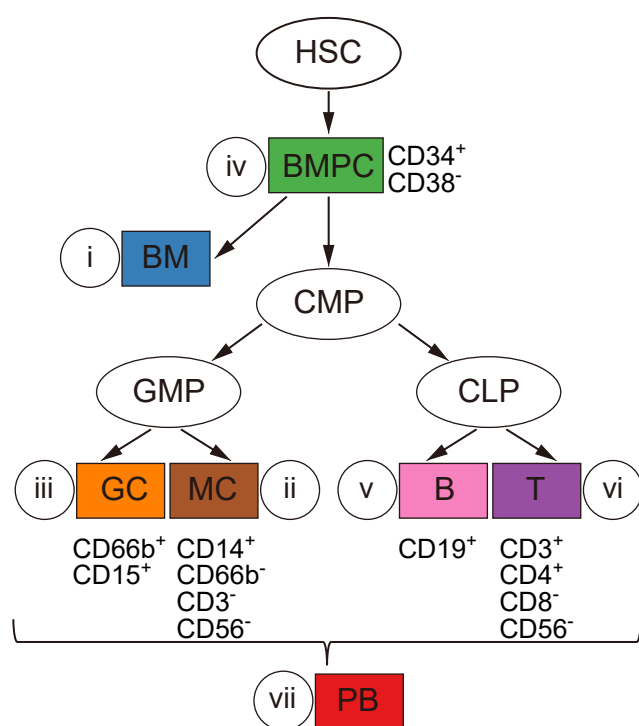 HSC
iv BMPC CD34⁺
CD38⁻
i BM
CMP
GMP
CLP
iii GC MC ii
v B T vi
CD66b⁺
CD15⁺
CD14⁺
CD66b⁻
CD3⁻
CD56⁻
CD19⁺
CD3⁺
CD4⁺
CD8⁻
CD56⁻
vii PB